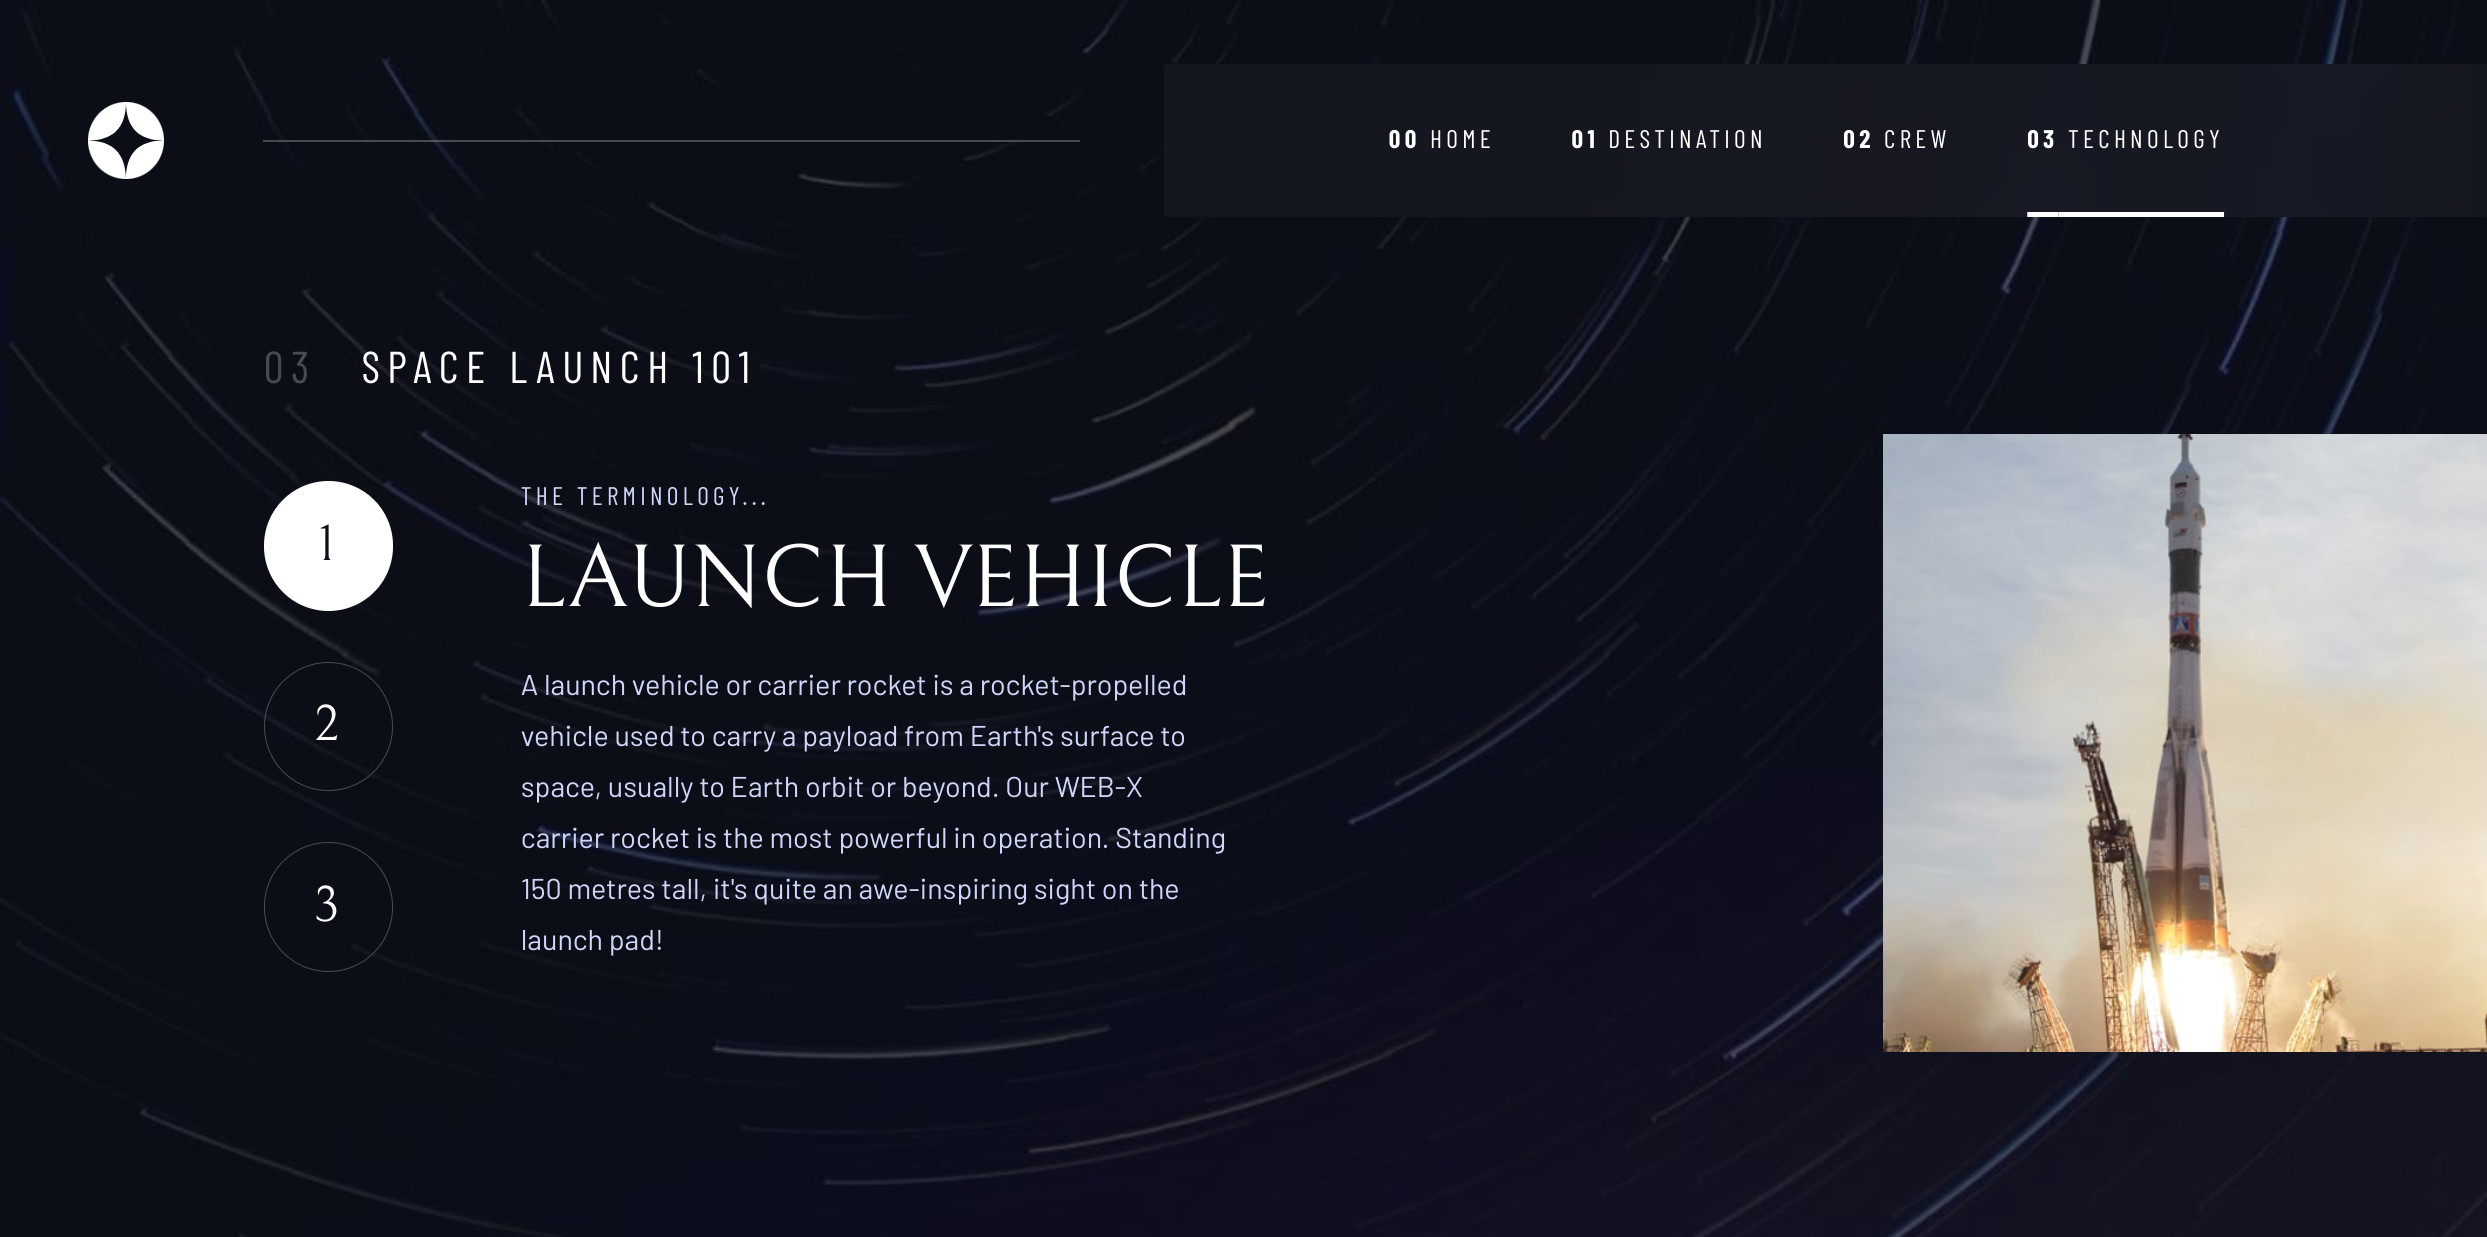 00 HOME 01 DESTINATION 02 CREW 03 TECHNOLOGY
03 SPACE LAUNCH 101
1
THE TERMINOLOGY...
LAUNCH VEHICLE
2
3
A launch vehicle or carrier rocket is a rocket-propelled
vehicle used to carry a payload from Earth's surface to
space, usually to Earth orbit or beyond. Our WEB-X
carrier rocket is the most powerful in operation. Standing
150 metres tall, it's quite an awe-inspiring sight on the
launch pad!